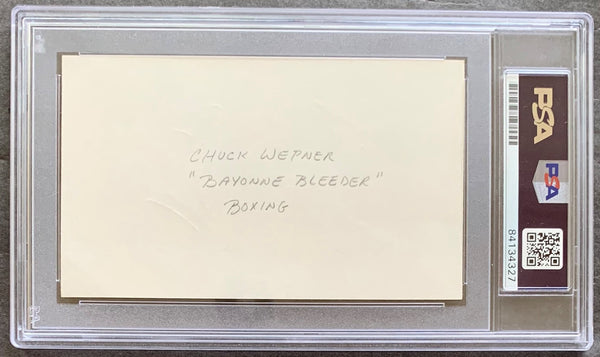 CHUCK WEPNER
"BAYONNE BLEEDER"
BOXING
PSA
PSA
84134327